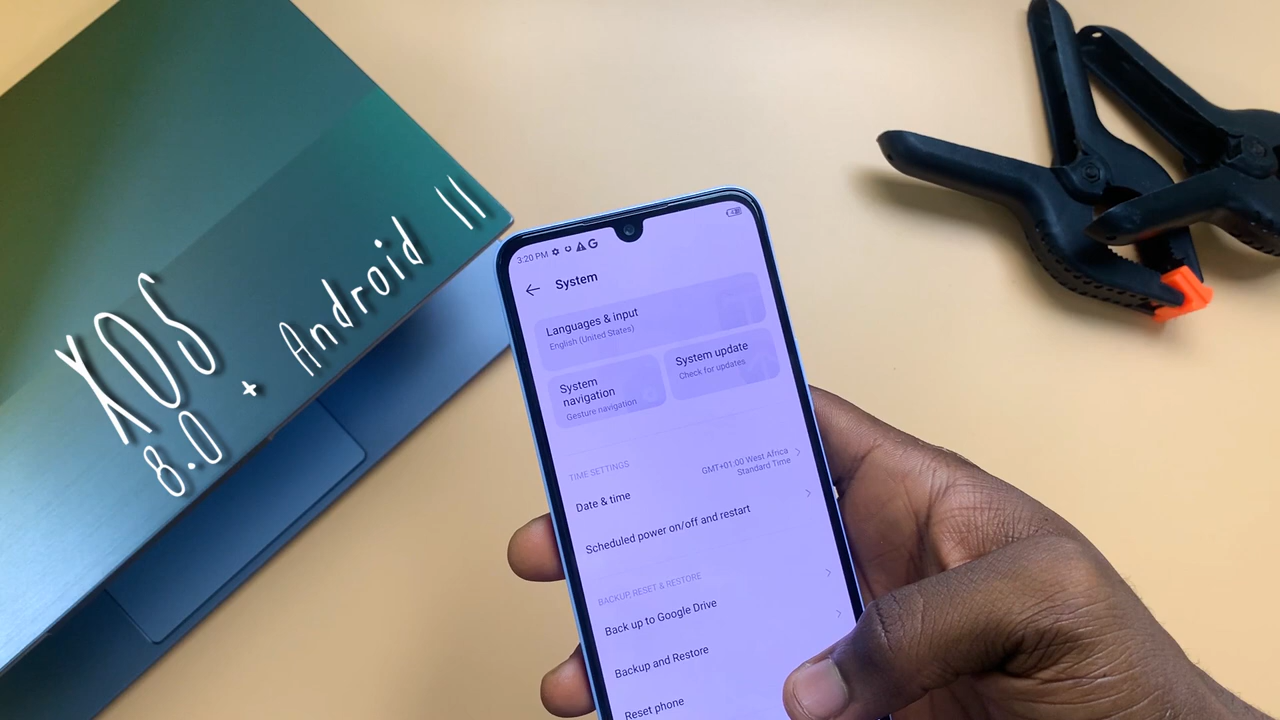 XOS
8.0 + Android 11
3:20 PM
System
Languages & input
English (United States)
System
navigation
Gesture navigation
System update
Check for updates
TIME SETTINGS
Date & time
GMT+01:00 West Africa
Standard Time
Scheduled power on/off and restart
BACKUP, RESET & RESTORE
Back up to Google Drive
Backup and Restore
Reset phone